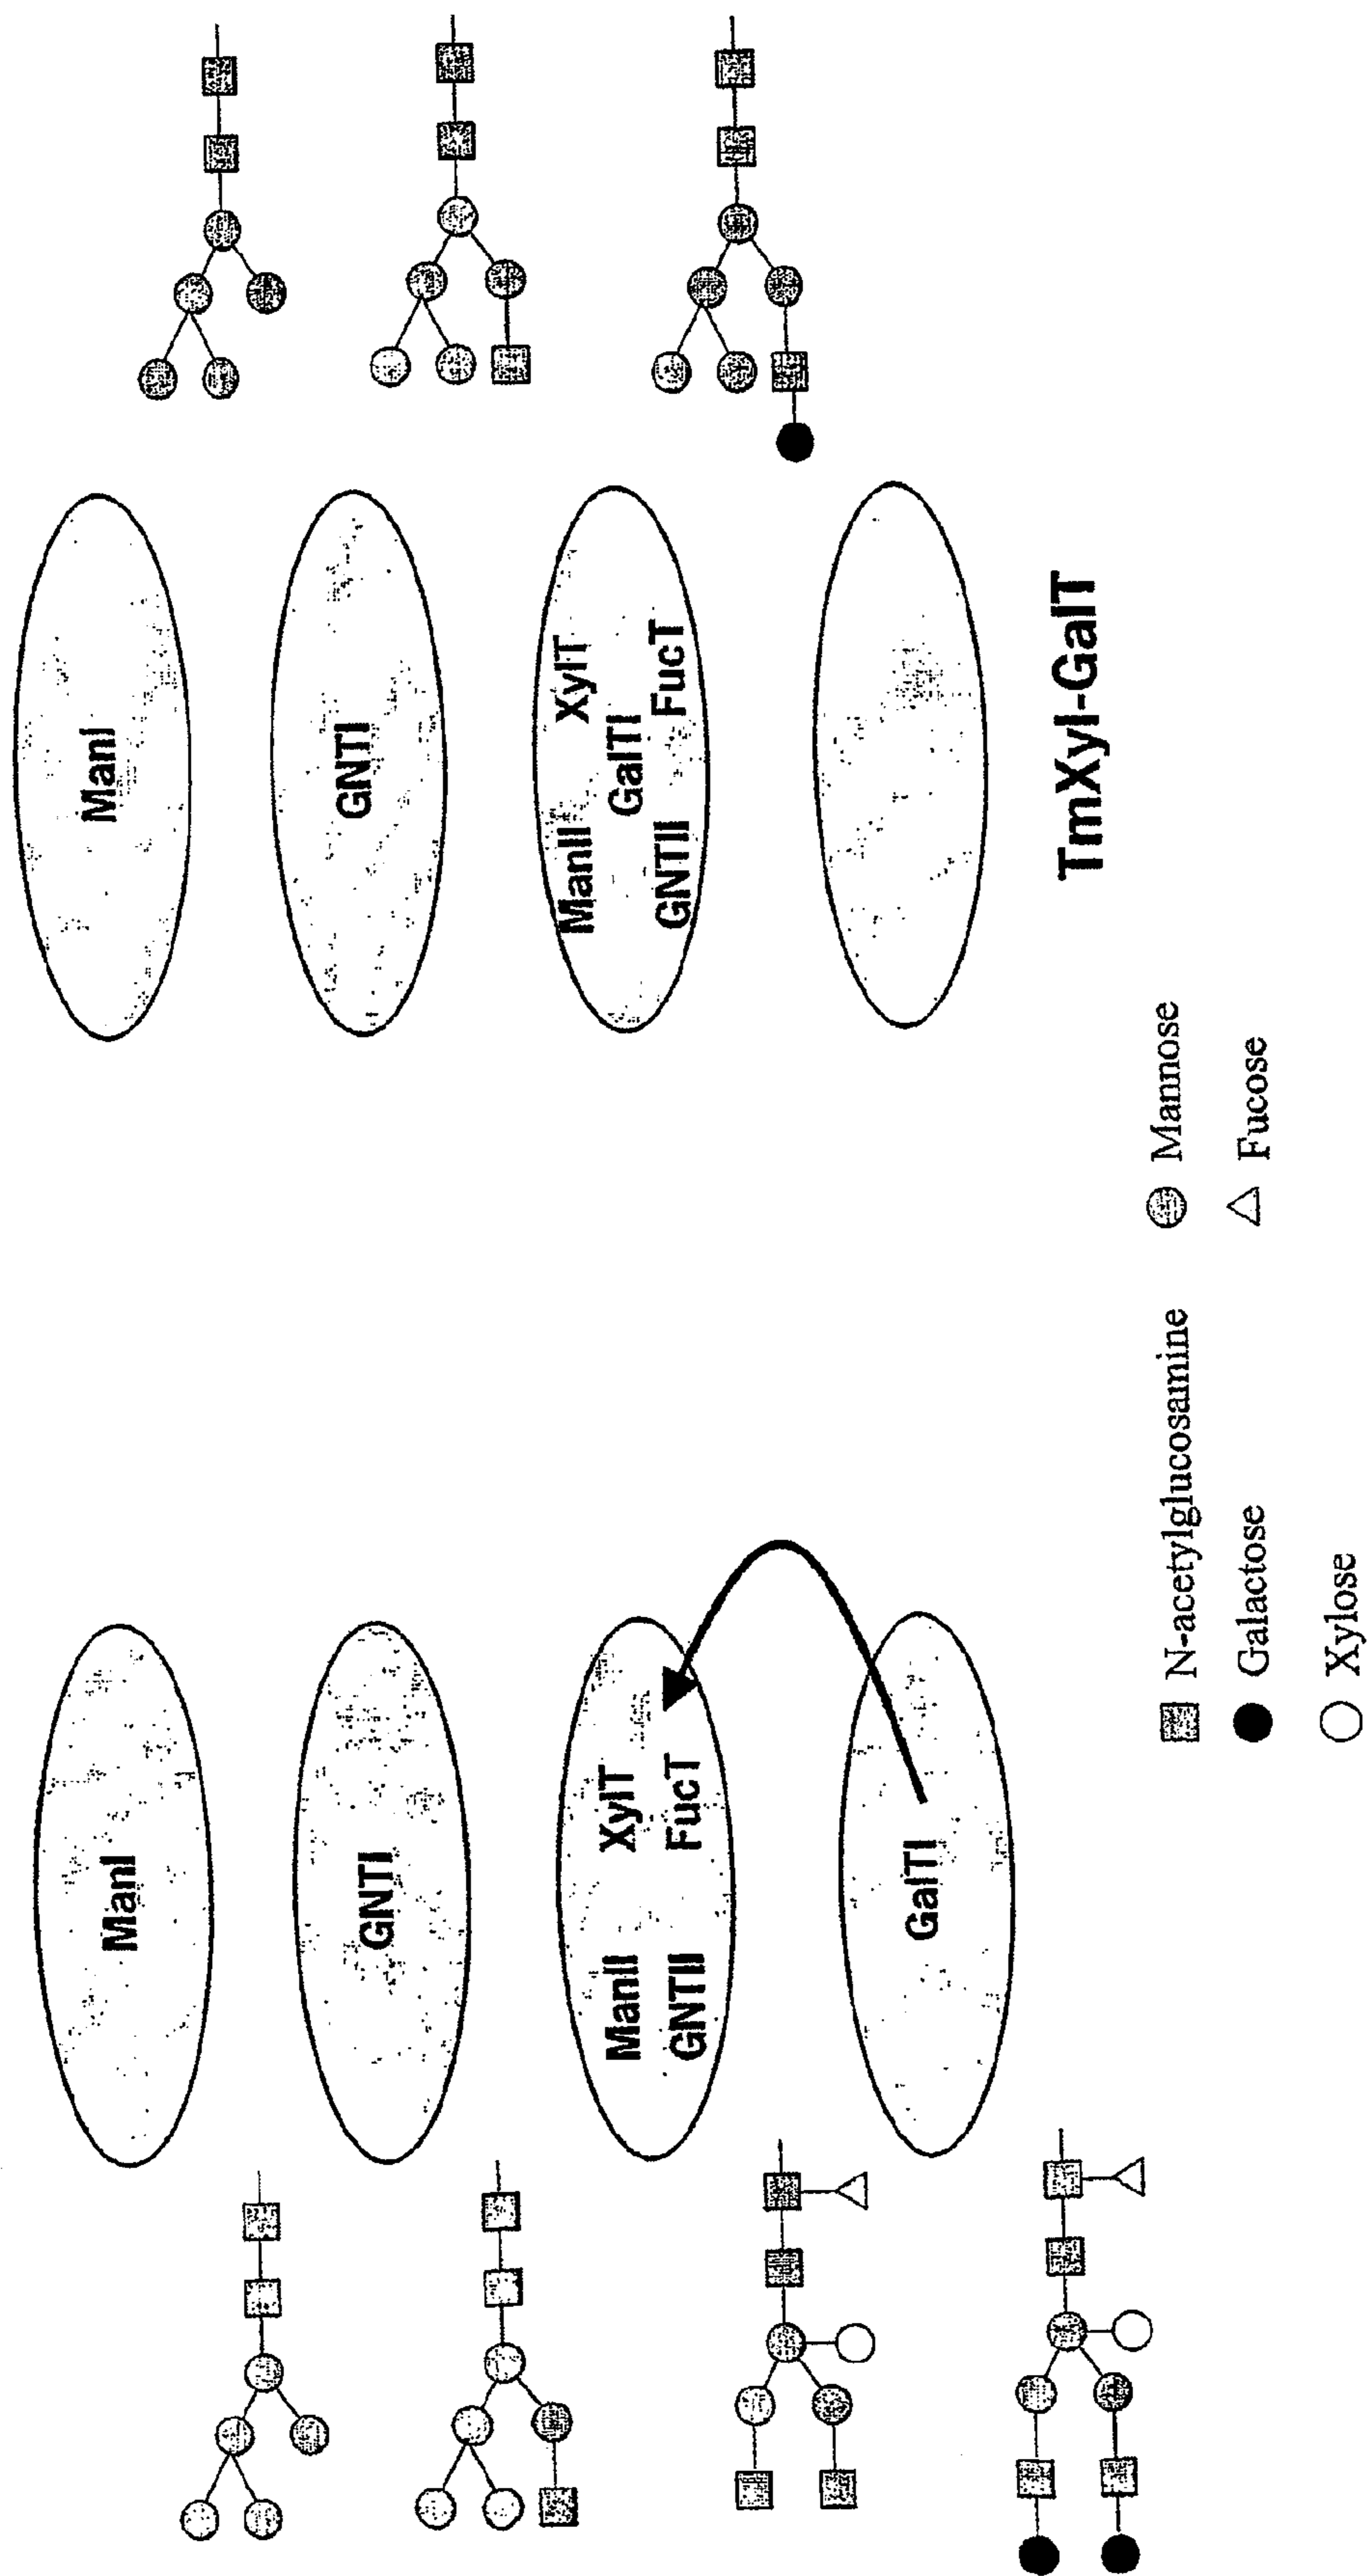 ManI
GNTI
ManII XylT
GNTII FucT
GalTI
ManI
GNTI
ManII XylT
GalTI
GNTII FucT
TmXyl-GalT
N-acetylglucosamine
Mannose
Galactose
Fucose
Xylose